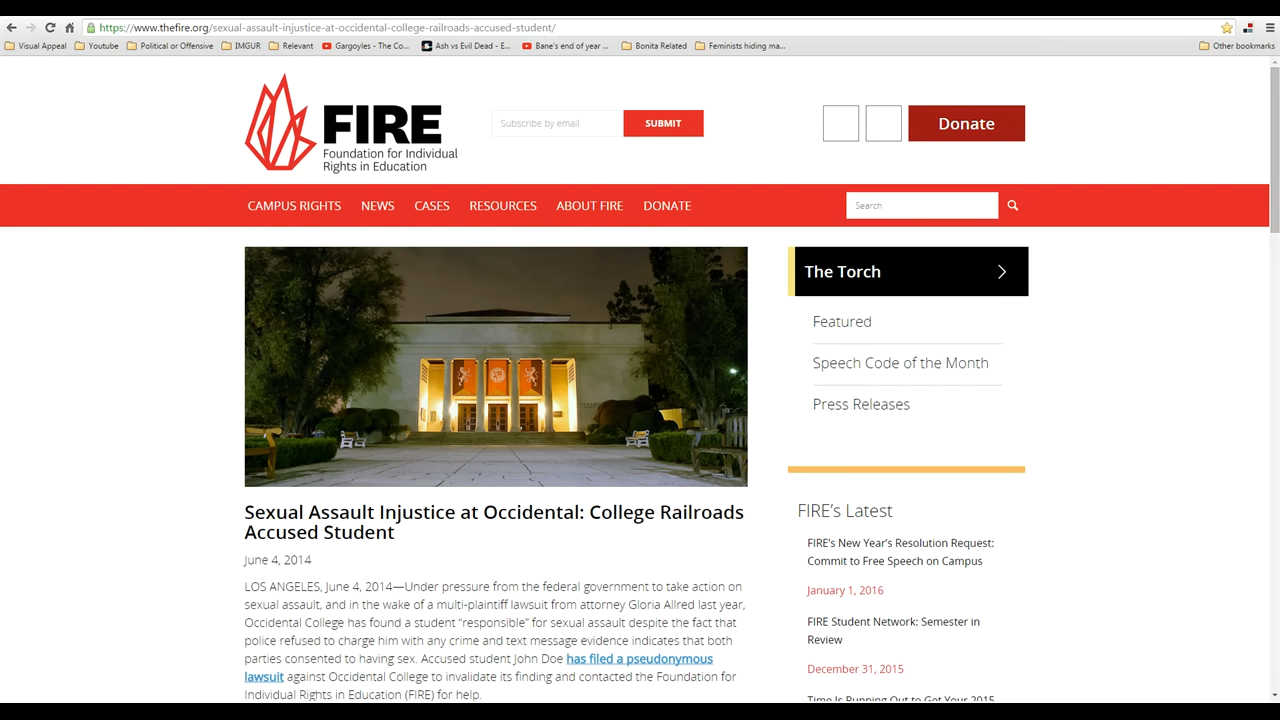 https://www.thefire.org/sexual-assault-injustice-at-occidental-college-railroads-accused-student/
Visual Appeal Youtube Political or Offensive IMGUR Relevant Gargoyles - The Co... Ash vs Evil Dead - E... Bane's end of year ... Bonita Related Feminists hiding ma... Other bookmarks
FIRE
Foundation for Individual
Rights in Education
Subscribe by email SUBMIT Donate
CAMPUS RIGHTS NEWS CASES RESOURCES ABOUT FIRE DONATE Search
The Torch
Featured
Speech Code of the Month
Press Releases
Sexual Assault Injustice at Occidental: College Railroads
Accused Student
June 4, 2014
LOS ANGELES, June 4, 2014—Under pressure from the federal government to take action on
sexual assault, and in the wake of a multi-plaintiff lawsuit from attorney Gloria Allred last year,
Occidental College has found a student “responsible” for sexual assault despite the fact that
police refused to charge him with any crime and text message evidence indicates that both
parties consented to having sex. Accused student John Doe has filed a pseudonymous
lawsuit against Occidental College to invalidate its finding and contacted the Foundation for
Individual Rights in Education (FIRE) for help.
FIRE’s Latest
FIRE’s New Year’s Resolution Request:
Commit to Free Speech on Campus
January 1, 2016
FIRE Student Network: Semester in
Review
December 31, 2015
Time Is Running Out to Get Your 2015